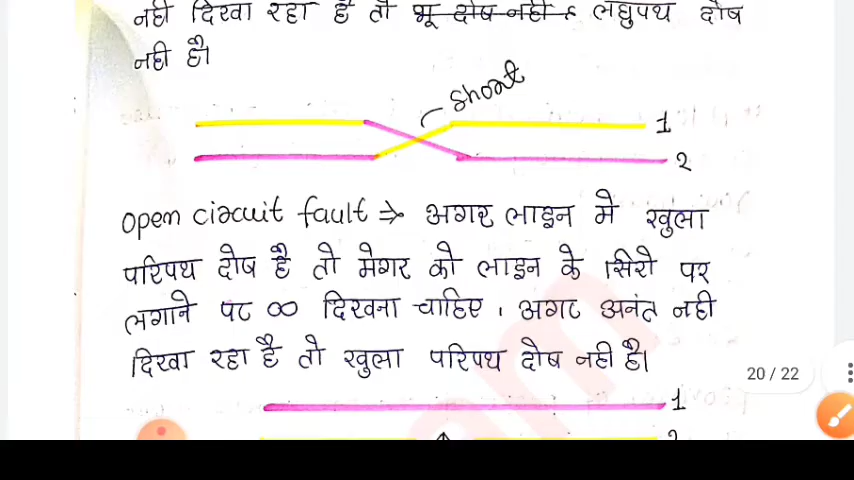 नही दिखा रहा है तो भू दोष नही है लघुपथ दोष
नही है।
short
1
2
open circuit fault ⇒ अगर लाइन मे खुला
परिपथ दोष है तो मेगर को लाइन के सिरो पर
लगाने पर ∞ दिखना चाहिए। अगर अनंत नही
दिखा रहा है तो खुला परिपथ दोष नही है।
20 / 22
1